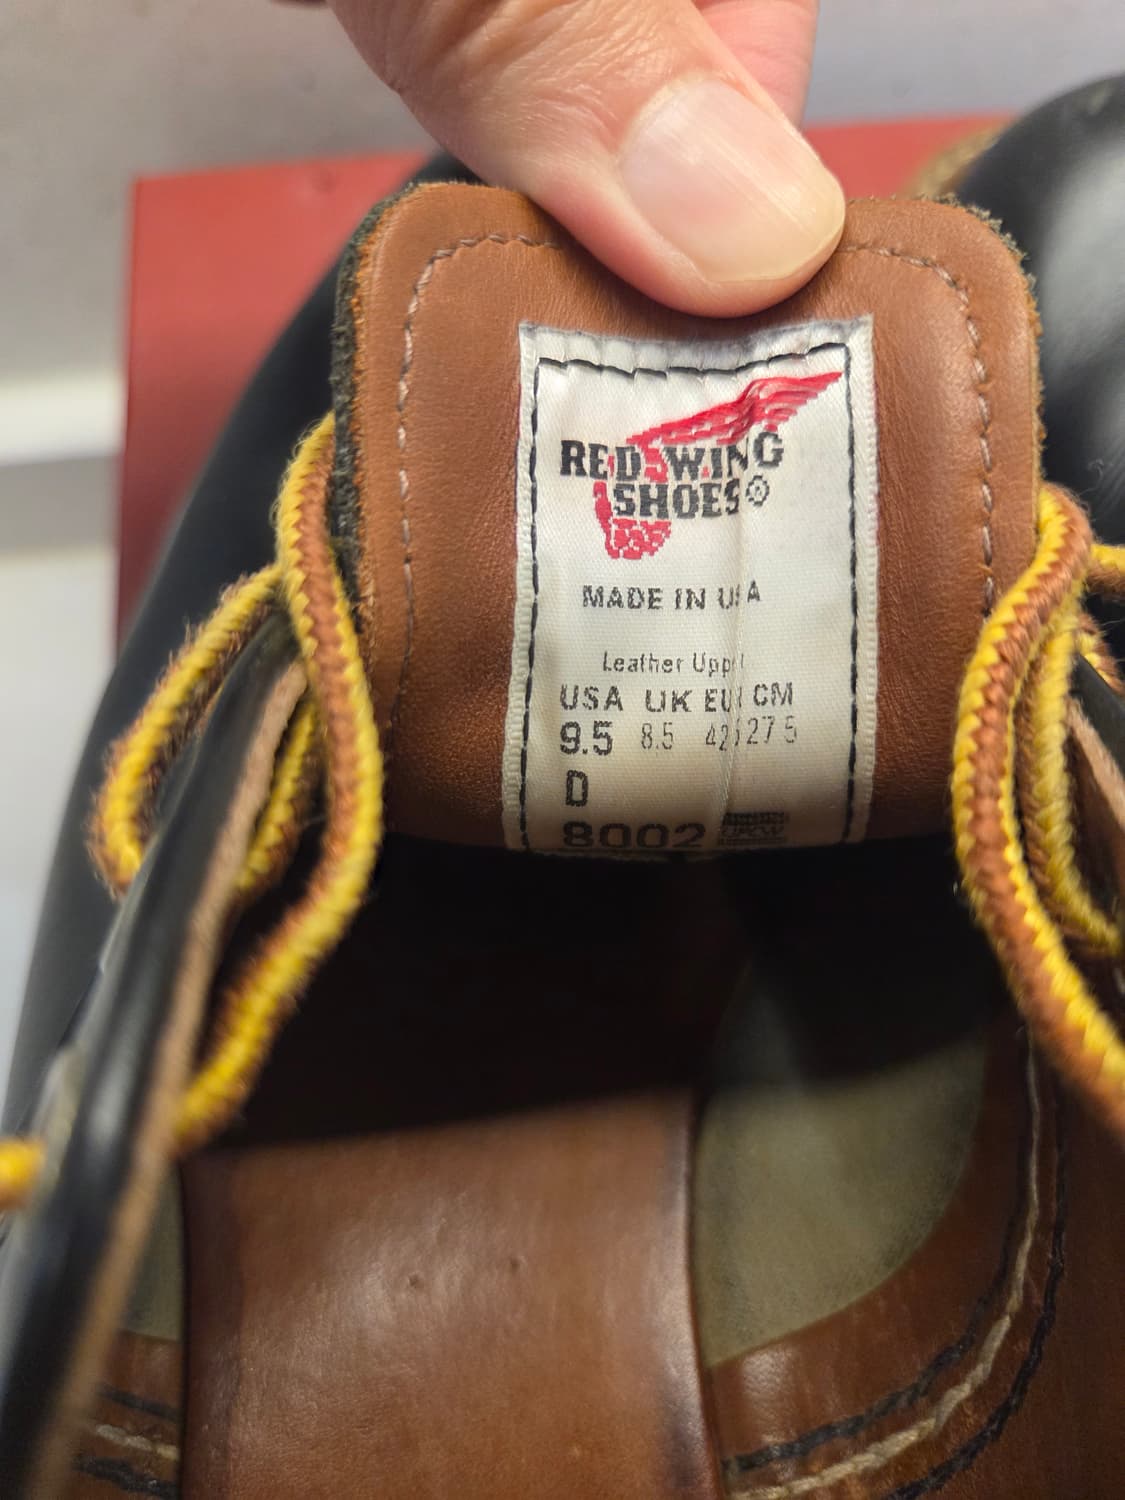 RED WING
SHOES®
MADE IN USA
Leather Upper
USA UK EUR CM
9.5 8.5 42.5 27.5
D
8002